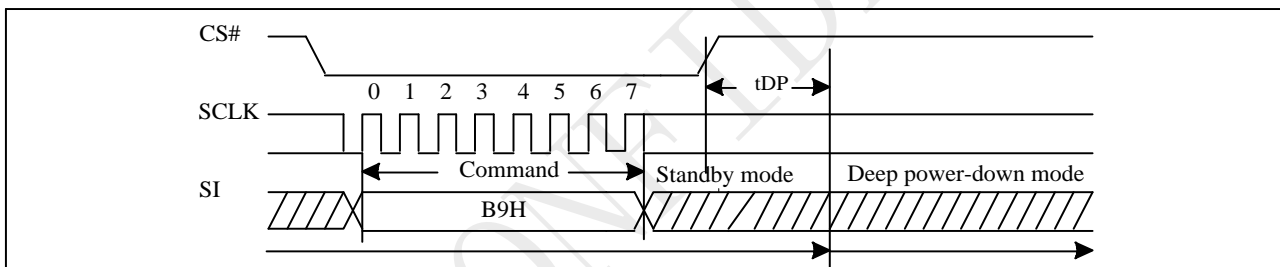 CS#
tDP
0 1 2 3 4 5 6 7
SCLK
Command
Standby mode
Deep power-down mode
SI
B9H